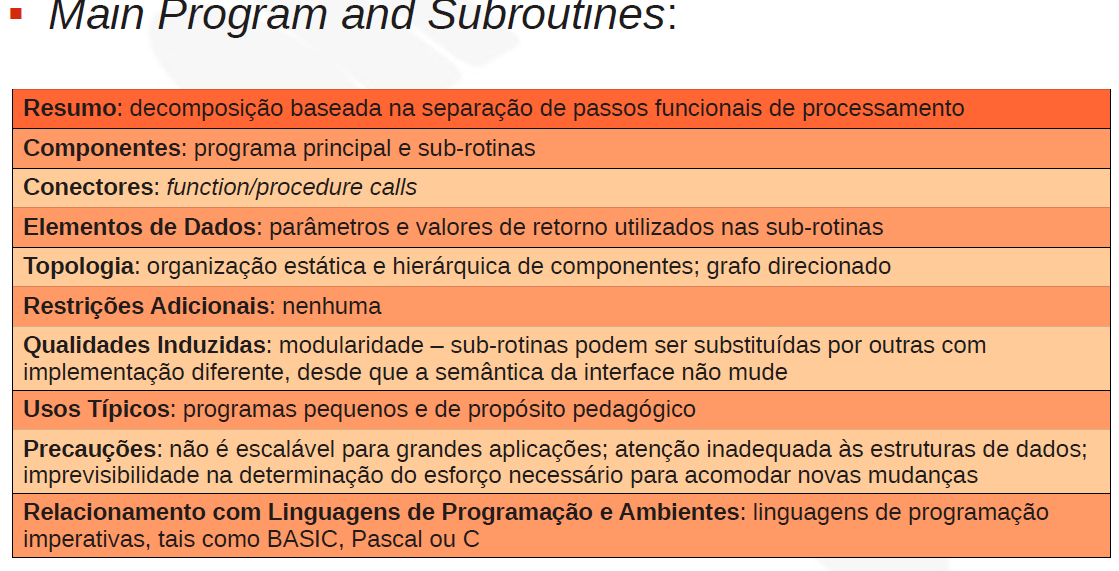 Main Program and Subroutines:
Resumo: decomposição baseada na separação de passos funcionais de processamento
Componentes: programa principal e sub-rotinas
Conectores: function/procedure calls
Elementos de Dados: parâmetros e valores de retorno utilizados nas sub-rotinas
Topologia: organização estática e hierárquica de componentes; grafo direcionado
Restrições Adicionais: nenhuma
Qualidades Induzidas: modularidade – sub-rotinas podem ser substituídas por outras com
implementação diferente, desde que a semântica da interface não mude
Usos Típicos: programas pequenos e de propósito pedagógico
Precauções: não é escalável para grandes aplicações; atenção inadequada às estruturas de dados;
imprevisibilidade na determinação do esforço necessário para acomodar novas mudanças
Relacionamento com Linguagens de Programação e Ambientes: linguagens de programação
imperativas, tais como BASIC, Pascal ou C